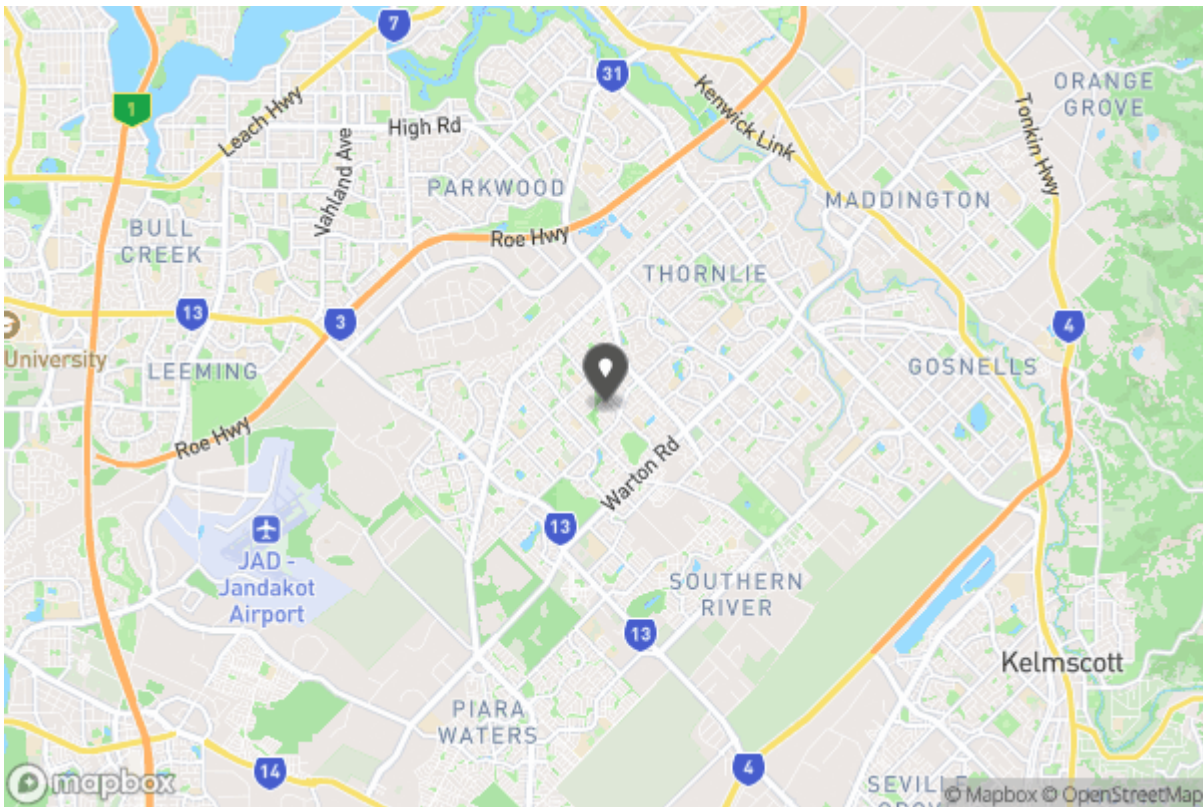 7
31
ORANGE
GROVE
1
Leach Hwy
High Rd
Kenwick Link
Tonkin Hwy
Vahland Ave
PARKWOOD
MADDINGTON
BULL
CREEK
Roe Hwy
THORNLIE
13
3
4
University
LEEMING
GOSNELLS
Roe Hwy
Warton Rd
13
JAD -
Jandakot
Airport
SOUTHERN
RIVER
13
Kelmscott
PIARA
WATERS
14
4
SEVILLE
mapbox
© Mapbox © OpenStreetMap